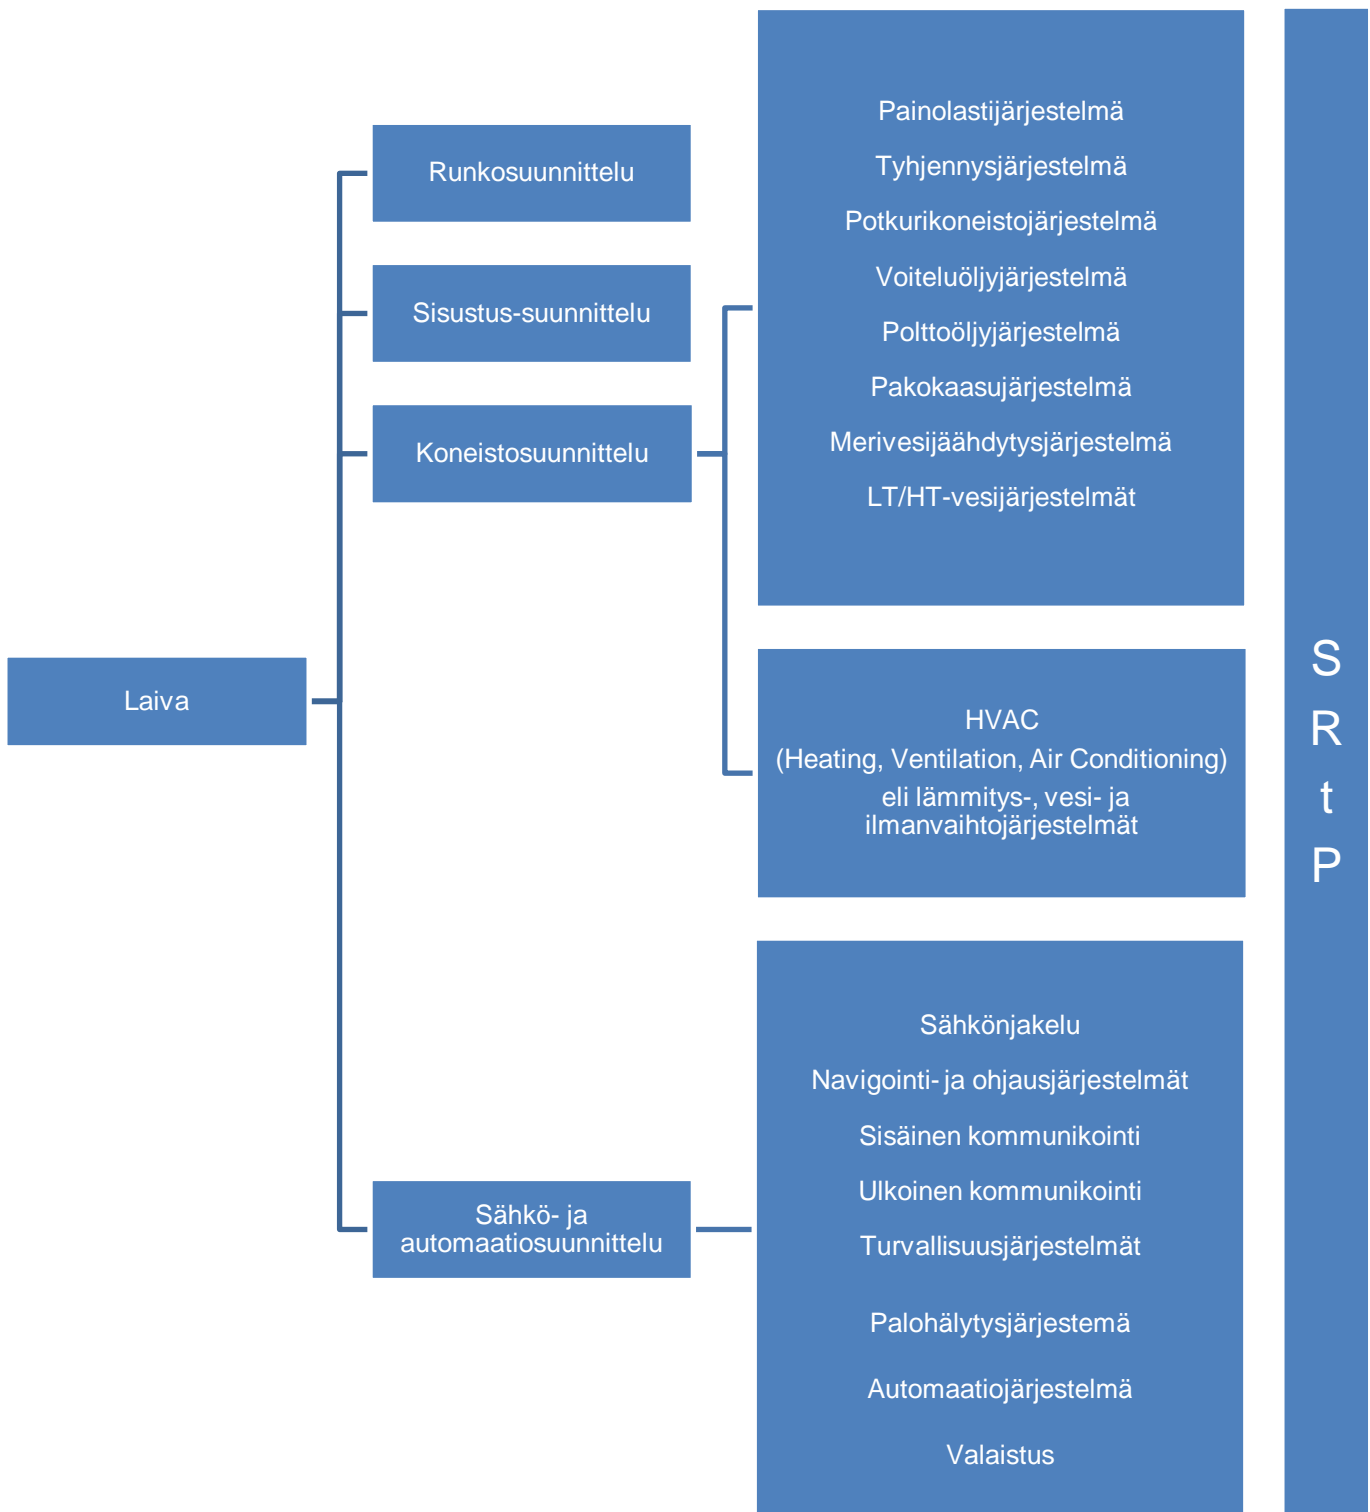 Laiva
Runkosuunnittelu
Sisustus-suunnittelu
Koneistosuunnittelu
Painolastijärjestelmä
Tyhjennysjärjestelmä
Potkurikoneistojärjestelmä
Voiteluöljyjärjestelmä
Polttoöljyjärjestelmä
Pakokaasujärjestelmä
Merivesijäähdytysjärjestelmä
LT/HT-vesijärjestelmät
HVAC
(Heating, Ventilation, Air Conditioning)
eli lämmitys-, vesi- ja
ilmanvaihtojärjestelmät
Sähkö- ja
automaatiosuunnittelu
Sähkönjakelu
Navigointi- ja ohjausjärjestelmät
Sisäinen kommunikointi
Ulkoinen kommunikointi
Turvallisuusjärjestelmät
Palohälytysjärjestemä
Automaatiojärjestelmä
Valaistus
S
R
t
P